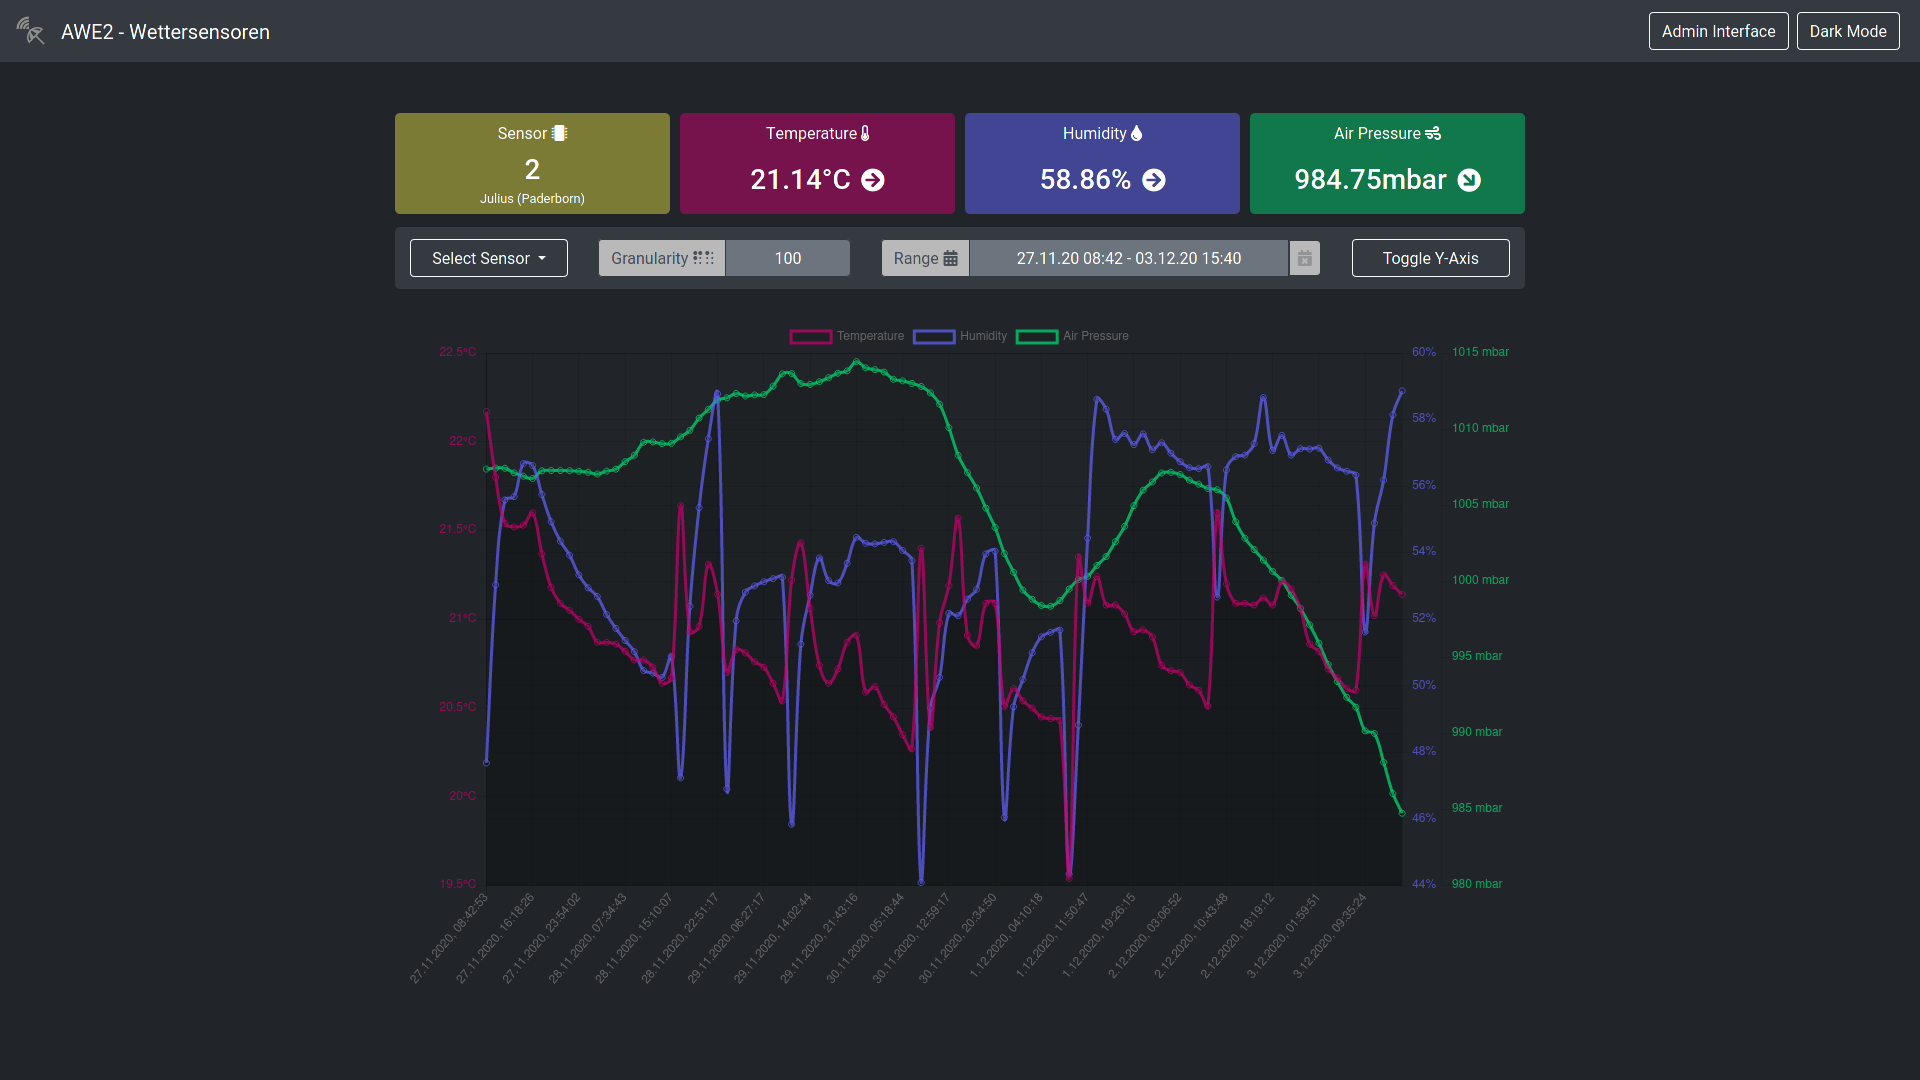 AWE2 - Wettersensoren
Admin Interface
Dark Mode
Sensor
2
Julius (Paderborn)
Temperature
21.14°C
Humidity
58.86%
Air Pressure
984.75mbar
Select Sensor
Granularity
100
Range
27.11.20 08:42 - 03.12.20 15:40
Toggle Y-Axis
Temperature
Humidity
Air Pressure
22.5°C
22°C
21.5°C
21°C
20.5°C
20°C
19.5°C
60%
58%
56%
54%
52%
50%
48%
46%
44%
1015 mbar
1010 mbar
1005 mbar
1000 mbar
995 mbar
990 mbar
985 mbar
980 mbar
27.11.2020, 08:42:53
27.11.2020, 16:18:26
27.11.2020, 23:54:02
28.11.2020, 07:34:43
28.11.2020, 15:10:07
28.11.2020, 22:51:17
29.11.2020, 06:27:17
29.11.2020, 14:02:44
29.11.2020, 21:43:16
30.11.2020, 05:18:44
30.11.2020, 12:59:17
30.11.2020, 20:34:50
1.12.2020, 04:10:18
1.12.2020, 11:50:47
1.12.2020, 19:26:15
2.12.2020, 03:06:52
2.12.2020, 10:43:48
2.12.2020, 18:19:12
3.12.2020, 01:59:51
3.12.2020, 09:35:24